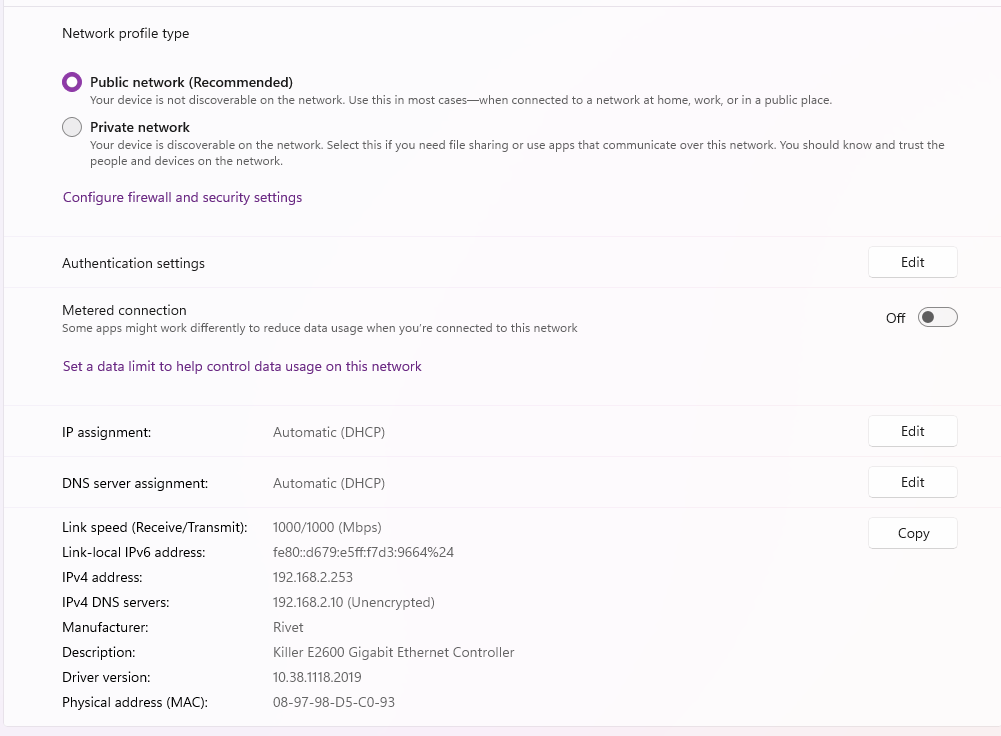 Network profile type
Public network (Recommended)
Your device is not discoverable on the network. Use this in most cases—when connected to a network at home, work, or in a public place.
Private network
Your device is discoverable on the network. Select this if you need file sharing or use apps that communicate over this network. You should know and trust the
people and devices on the network.
Configure firewall and security settings
Authentication settings
Edit
Metered connection
Some apps might work differently to reduce data usage when you're connected to this network
Off
Set a data limit to help control data usage on this network
IP assignment: Automatic (DHCP) Edit
DNS server assignment: Automatic (DHCP) Edit
Link speed (Receive/Transmit): 1000/1000 (Mbps) Copy
Link-local IPv6 address: fe80::d679:e5ff:f7d3:9664%24
IPv4 address: 192.168.2.253
IPv4 DNS servers: 192.168.2.10 (Unencrypted)
Manufacturer: Rivet
Description: Killer E2600 Gigabit Ethernet Controller
Driver version: 10.38.1118.2019
Physical address (MAC): 08-97-98-D5-C0-93